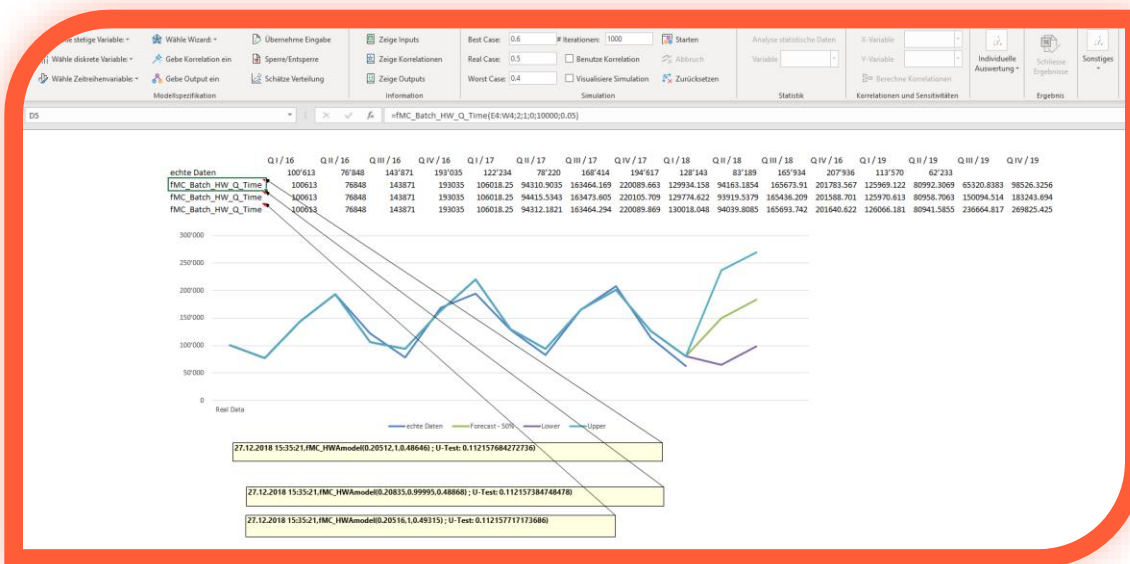 stetige Variable: Wähle Wizard: Übernehme Eingabe Zeige Inputs Best Case: 0.6 # Iterationen: 1000 Starten Analyse statistische Daten X-Variable
Wähle diskrete Variable: Gebe Korrelation ein Sperre/Entsperre Zeige Korrelationen Real Case: 0.5 Benutze Korrelation Abbruch Variable Y-Variable: Individuelle Auswertung Schliesse Ergebnisse Sonstiges
Wähle Zeitreihenvariable: Gebe Output ein Schätze Verteilung Zeige Outputs Worst Case: 0.4 Visualisiere Simulation Zurücksetzen Berechne Korrelationen
Modellspezifikation Information Simulation Statistik Korrelationen und Sensitivitäten Ergebnis
D5 fx =fMC_Batch_HW_Q_Time(E4:W4;2;1;0;10000;0.05)
Q I / 16 Q II / 16 Q III / 16 Q IV / 16 Q I / 17 Q II / 17 Q III / 17 Q IV / 17 Q I / 18 Q II / 18 Q III / 18 Q IV / 16 Q I / 19 Q II / 19 Q III / 19 Q IV / 19
echte Daten 100'613 76'848 143'871 193'035 122'234 78'220 168'414 194'617 128'143 83'189 165'934 207'936 113'570 62'233
fMC_Batch_HW_Q_Time 100613 76848 143871 193035 106018.25 94310.9035 163464.169 220089.663 129934.158 94163.1854 165673.91 201783.567 125969.122 80992.3069 65320.8383 98526.3256
fMC_Batch_HW_Q_Time 100613 76848 143871 193035 106018.25 94415.5343 163473.605 220105.709 129774.622 93919.5379 165436.209 201588.701 125970.613 80958.7063 150094.514 183243.694
fMC_Batch_HW_Q_Time 100613 76848 143871 193035 106018.25 94312.1821 163464.294 220089.869 130018.048 94039.8085 165693.742 201640.622 126066.181 80941.5855 236664.817 269825.425
300'000
250'000
200'000
150'000
100'000
50'000
0
Real Data
echte Daten Forecast - 50% Lower Upper
27.12.2018 15:35:21,fMC_HWAmodel(0.20512,1,0.48646) ; U-Test: 0.112157684272736)
27.12.2018 15:35:21,fMC_HWAmodel(0.20835,0.99995,0.48868) ; U-Test: 0.112157384748478)
27.12.2018 15:35:21,fMC_HWAmodel(0.20516,1,0.49315) ; U-Test: 0.112157717173686)